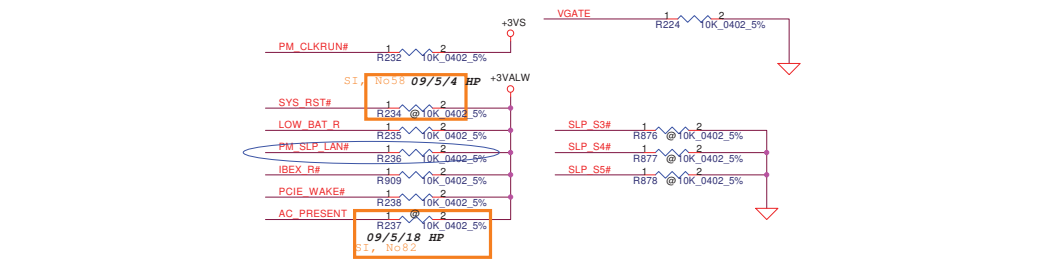 +3VS
PM_CLKRUN# 1 2
R232 10K_0402_5%
SI, No58 09/5/4 HP
+3VALW
SYS_RST# 1 2
R234 @ 10K_0402_5%
LOW_BAT_R 1 2
R235 10K_0402_5%
PM_SLP_LAN# 1 2
R236 10K_0402_5%
IBEX_R# 1 2
R909 10K_0402_5%
PCIE_WAKE# 1 2
R238 10K_0402_5%
AC_PRESENT 1 @ 2
R237 10K_0402_5%
09/5/18 HP
SI, No82
VGATE 1 2
R224 10K_0402_5%
SLP_S3# 1 2
R876 @ 10K_0402_5%
SLP_S4# 1 2
R877 @ 10K_0402_5%
SLP_S5# 1 2
R878 @ 10K_0402_5%